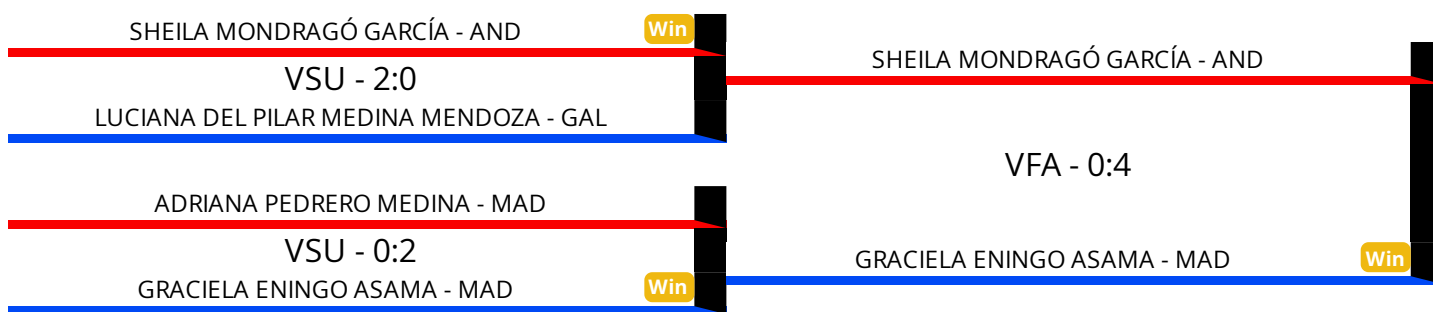 SHEILA MONDRAGÓ GARCÍA - AND
Win
VSU - 2:0
LUCIANA DEL PILAR MEDINA MENDOZA - GAL
ADRIANA PEDRERO MEDINA - MAD
VSU - 0:2
GRACIELA ENINGO ASAMA - MAD
Win
SHEILA MONDRAGÓ GARCÍA - AND
VFA - 0:4
GRACIELA ENINGO ASAMA - MAD
Win